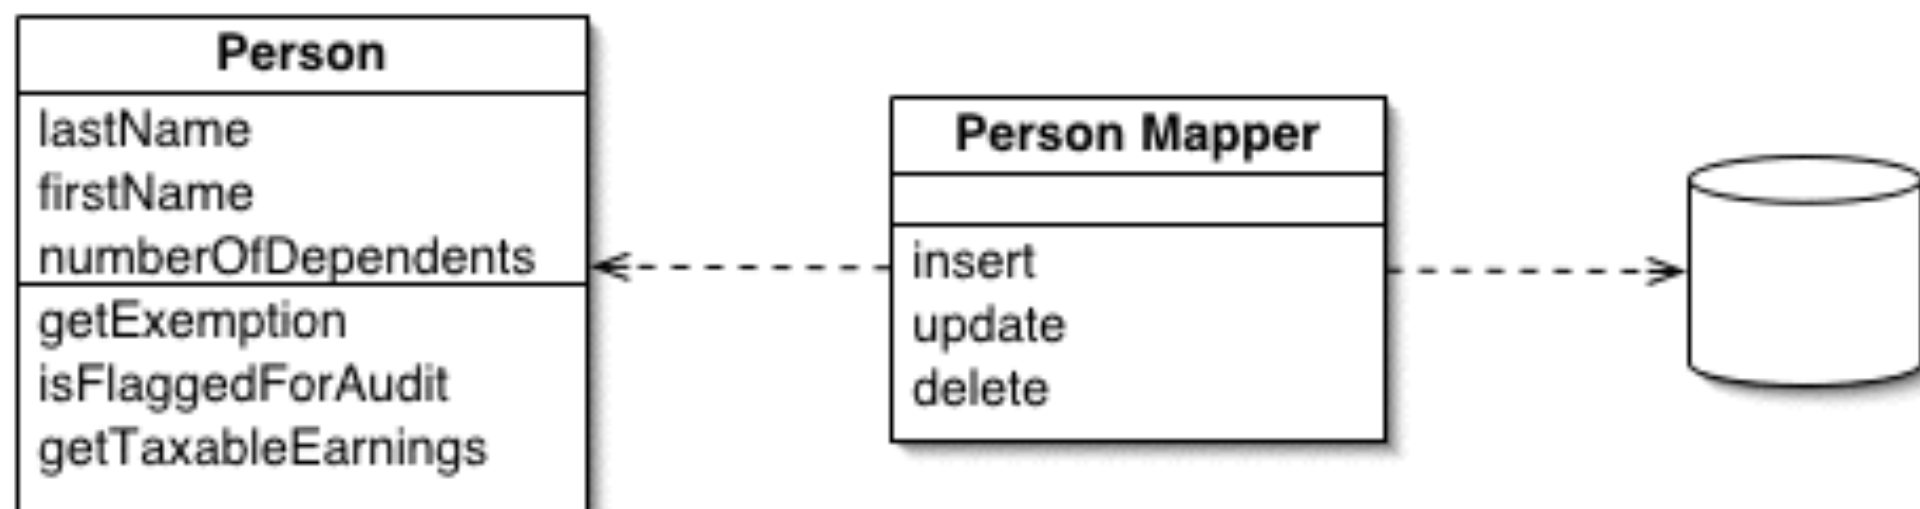 Person
lastName
firstName
numberOfDependents
getExemption
isFlaggedForAudit
getTaxableEarnings
Person Mapper
insert
update
delete